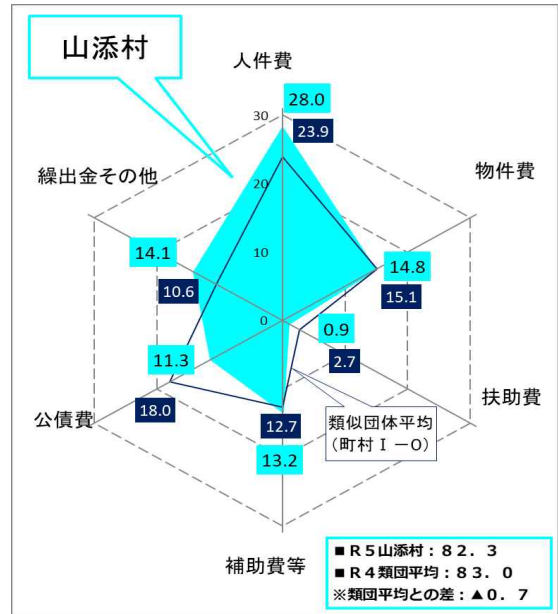 山添村
人件費
28.0
23.9
30
20
10
0
物件費
14.8
15.1
扶助費
0.9
2.7
類似団体平均
(町村Ⅰー0)
補助費等
12.7
13.2
公債費
11.3
18.0
繰出金その他
14.1
10.6
■R5山添村:82.3
■R4類団平均:83.0
※類団平均との差:▲0.7